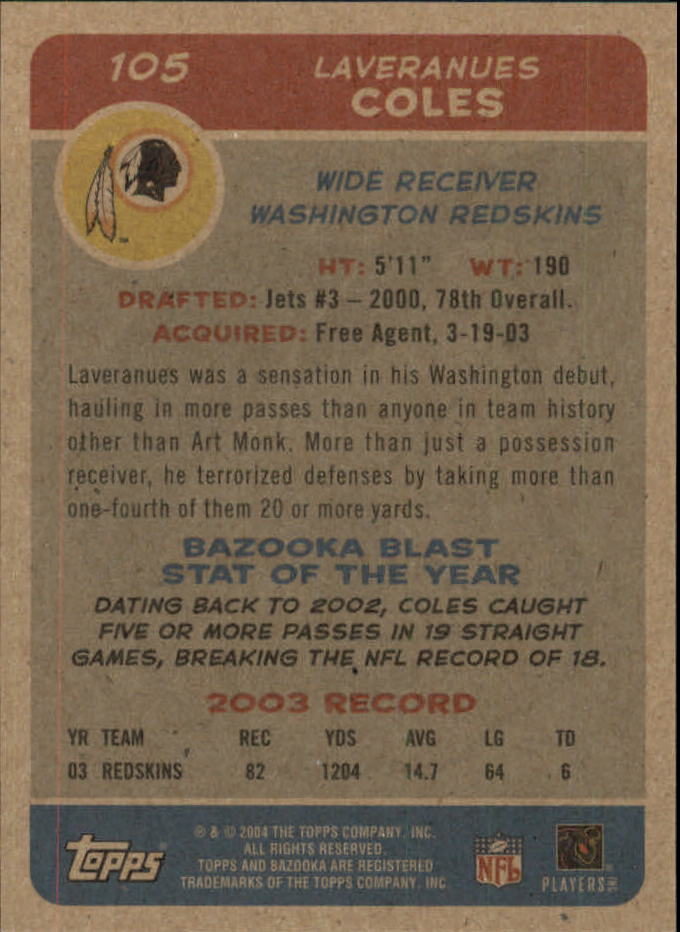 105
LAVERANUES
COLES
WIDE RECEIVER
WASHINGTON REDSKINS
HT: 5'11" WT: 190
DRAFTED: Jets #3 – 2000, 78th Overall.
ACQUIRED: Free Agent, 3-19-03
Laveranues was a sensation in his Washington debut,
hauling in more passes than anyone in team history
other than Art Monk. More than just a possession
receiver, he terrorized defenses by taking more than
one-fourth of them 20 or more yards.
BAZOOKA BLAST
STAT OF THE YEAR
DATING BACK TO 2002, COLES CAUGHT
FIVE OR MORE PASSES IN 19 STRAIGHT
GAMES, BREAKING THE NFL RECORD OF 18.
2003 RECORD
YR TEAM REC YDS AVG LG TD
03 REDSKINS 82 1204 14.7 64 6
® & © 2004 THE TOPPS COMPANY, INC.
ALL RIGHTS RESERVED.
TOPPS AND BAZOOKA ARE REGISTERED
TRADEMARKS OF THE TOPPS COMPANY, INC
Topps
NFL
PLAYERS INC